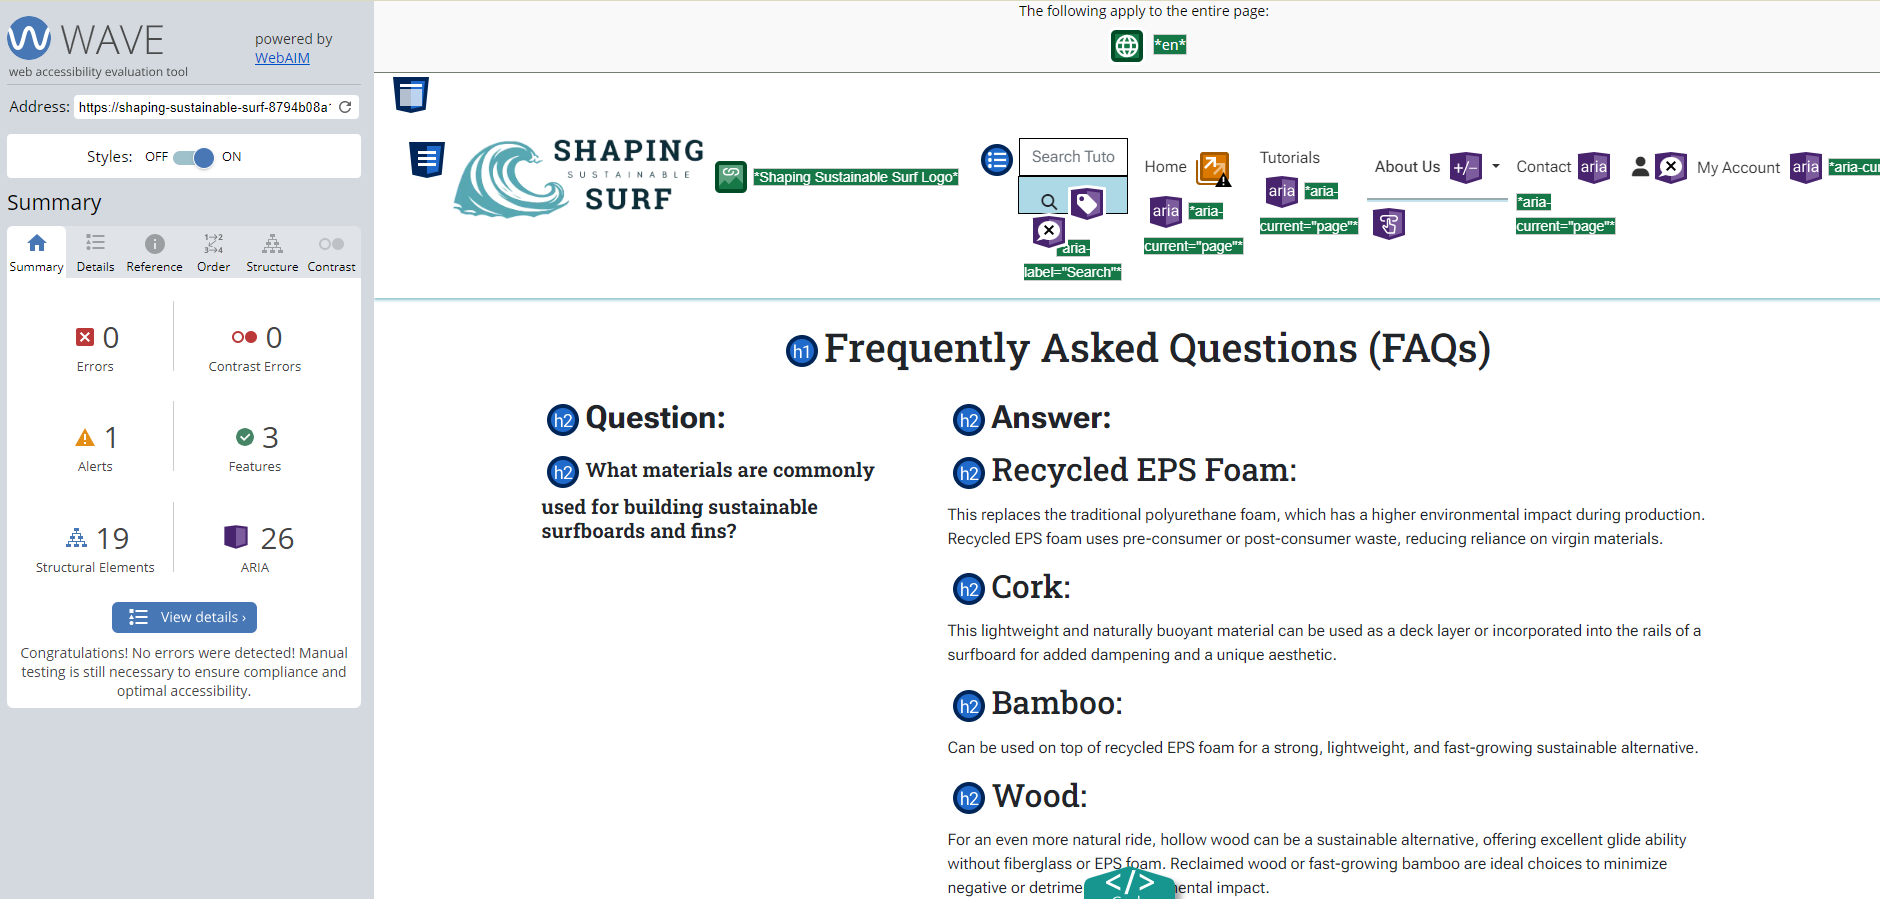 WAVE
web accessibility evaluation tool
powered by
WebAIM
Address: https://shaping-sustainable-surf-8794b08a1
Styles: OFF ON
Summary
Summary Details Reference Order Structure Contrast
0 Errors
0 Contrast Errors
1 Alerts
3 Features
19 Structural Elements
26 ARIA
View details ›
Congratulations! No errors were detected! Manual
testing is still necessary to ensure compliance and
optimal accessibility.
The following apply to the entire page:
*en*
SHAPING
SUSTAINABLE
SURF
*Shaping Sustainable Surf Logo*
Search Tuto
aria-
label="Search"*
Home
aria *aria-
current="page"*
Tutorials
aria *aria-
current="page"*
About Us +/−
Contact aria
*aria-
current="page"*
My Account aria *aria-cur
h1 Frequently Asked Questions (FAQs)
h2 Question:
h2 What materials are commonly
used for building sustainable
surfboards and fins?
h2 Answer:
h2 Recycled EPS Foam:
This replaces the traditional polyurethane foam, which has a higher environmental impact during production.
Recycled EPS foam uses pre-consumer or post-consumer waste, reducing reliance on virgin materials.
h2 Cork:
This lightweight and naturally buoyant material can be used as a deck layer or incorporated into the rails of a
surfboard for added dampening and a unique aesthetic.
h2 Bamboo:
Can be used on top of recycled EPS foam for a strong, lightweight, and fast-growing sustainable alternative.
h2 Wood:
For an even more natural ride, hollow wood can be a sustainable alternative, offering excellent glide ability
without fiberglass or EPS foam. Reclaimed wood or fast-growing bamboo are ideal choices to minimize
negative or detrime </> ental impact.